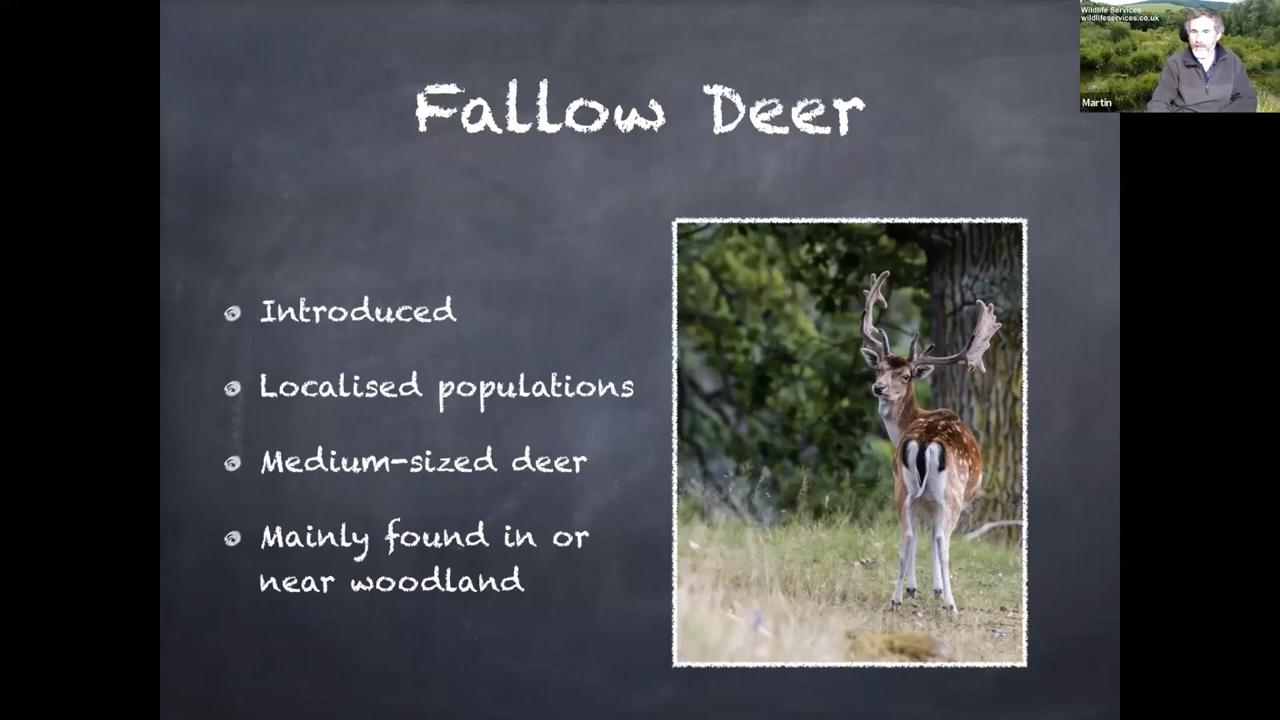 Fallow Deer
Introduced
Localised populations
Medium-sized deer
Mainly found in or
near woodland
Wildlife Services
wildlifeservices.co.uk
Martin